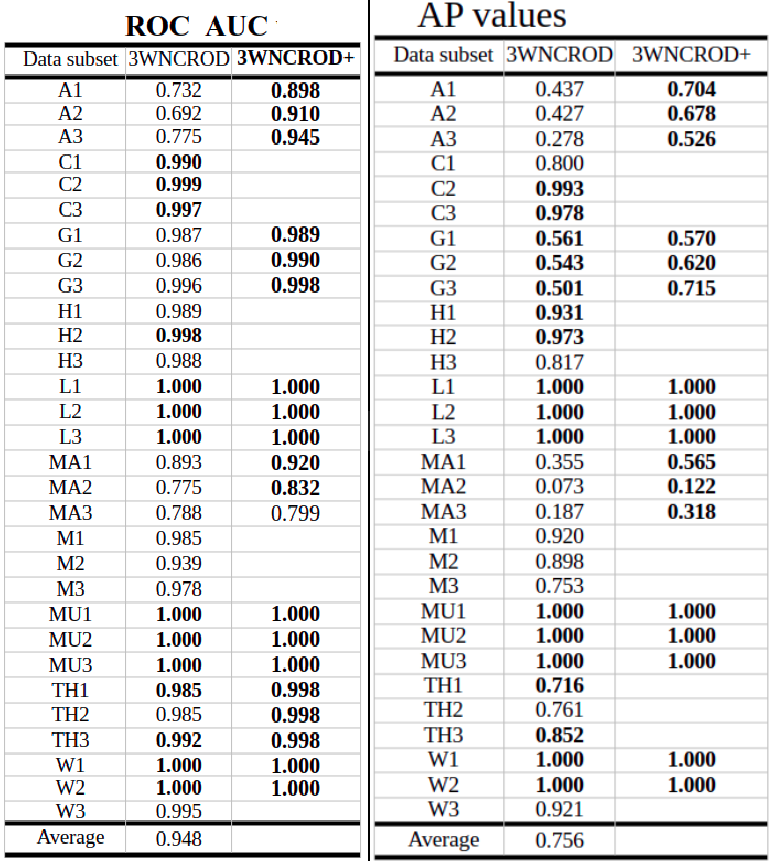 ROC AUC
Data subset 3WNCROD 3WNCROD+
A1 0.732 0.898
A2 0.692 0.910
A3 0.775 0.945
C1 0.990
C2 0.999
C3 0.997
G1 0.987 0.989
G2 0.986 0.990
G3 0.996 0.998
H1 0.989
H2 0.998
H3 0.988
L1 1.000 1.000
L2 1.000 1.000
L3 1.000 1.000
MA1 0.893 0.920
MA2 0.775 0.832
MA3 0.788 0.799
M1 0.985
M2 0.939
M3 0.978
MU1 1.000 1.000
MU2 1.000 1.000
MU3 1.000 1.000
TH1 0.985 0.998
TH2 0.985 0.998
TH3 0.992 0.998
W1 1.000 1.000
W2 1.000 1.000
W3 0.995
Average 0.948
AP values
Data subset 3WNCROD 3WNCROD+
A1 0.437 0.704
A2 0.427 0.678
A3 0.278 0.526
C1 0.800
C2 0.993
C3 0.978
G1 0.561 0.570
G2 0.543 0.620
G3 0.501 0.715
H1 0.931
H2 0.973
H3 0.817
L1 1.000 1.000
L2 1.000 1.000
L3 1.000 1.000
MA1 0.355 0.565
MA2 0.073 0.122
MA3 0.187 0.318
M1 0.920
M2 0.898
M3 0.753
MU1 1.000 1.000
MU2 1.000 1.000
MU3 1.000 1.000
TH1 0.716
TH2 0.761
TH3 0.852
W1 1.000 1.000
W2 1.000 1.000
W3 0.921
Average 0.756